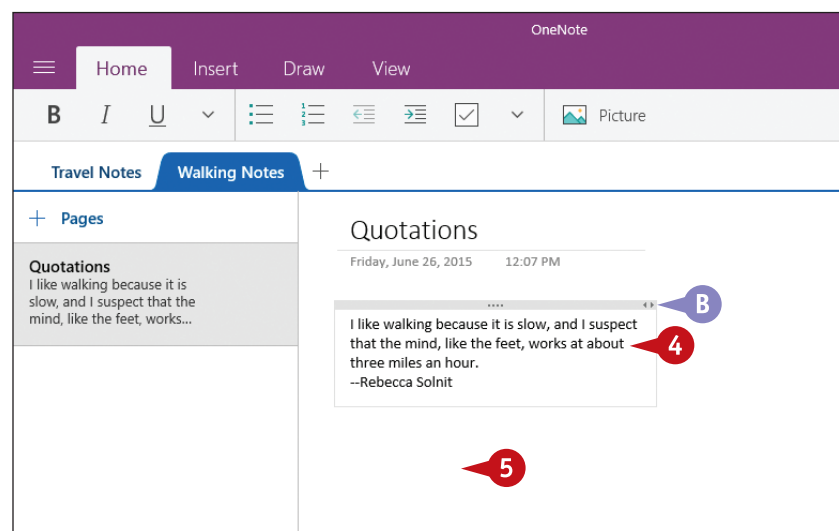 OneNote
Home Insert Draw View
B I U 1 2 3 Picture
Travel Notes Walking Notes
Pages
Quotations
Quotations
I like walking because it is
slow, and I suspect that the
mind, like the feet, works...
Friday, June 26, 2015 12:07 PM
B
I like walking because it is slow, and I suspect
that the mind, like the feet, works at about
three miles an hour.
--Rebecca Solnit
4
5